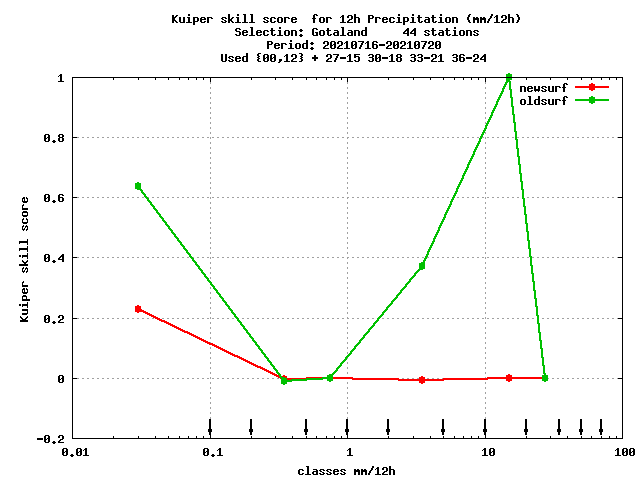 Kuiper skill score  for 12h Precipitation (mm/12h)
Selection: Gotaland     44 stations
Period: 20210716-20210720
Used {00,12} + 27-15 30-18 33-21 36-24
newsurf
oldsurf
Kuiper skill score
1
0.8
0.6
0.4
0.2
0
-0.2
0.01 0.1 1 10 100
classes mm/12h